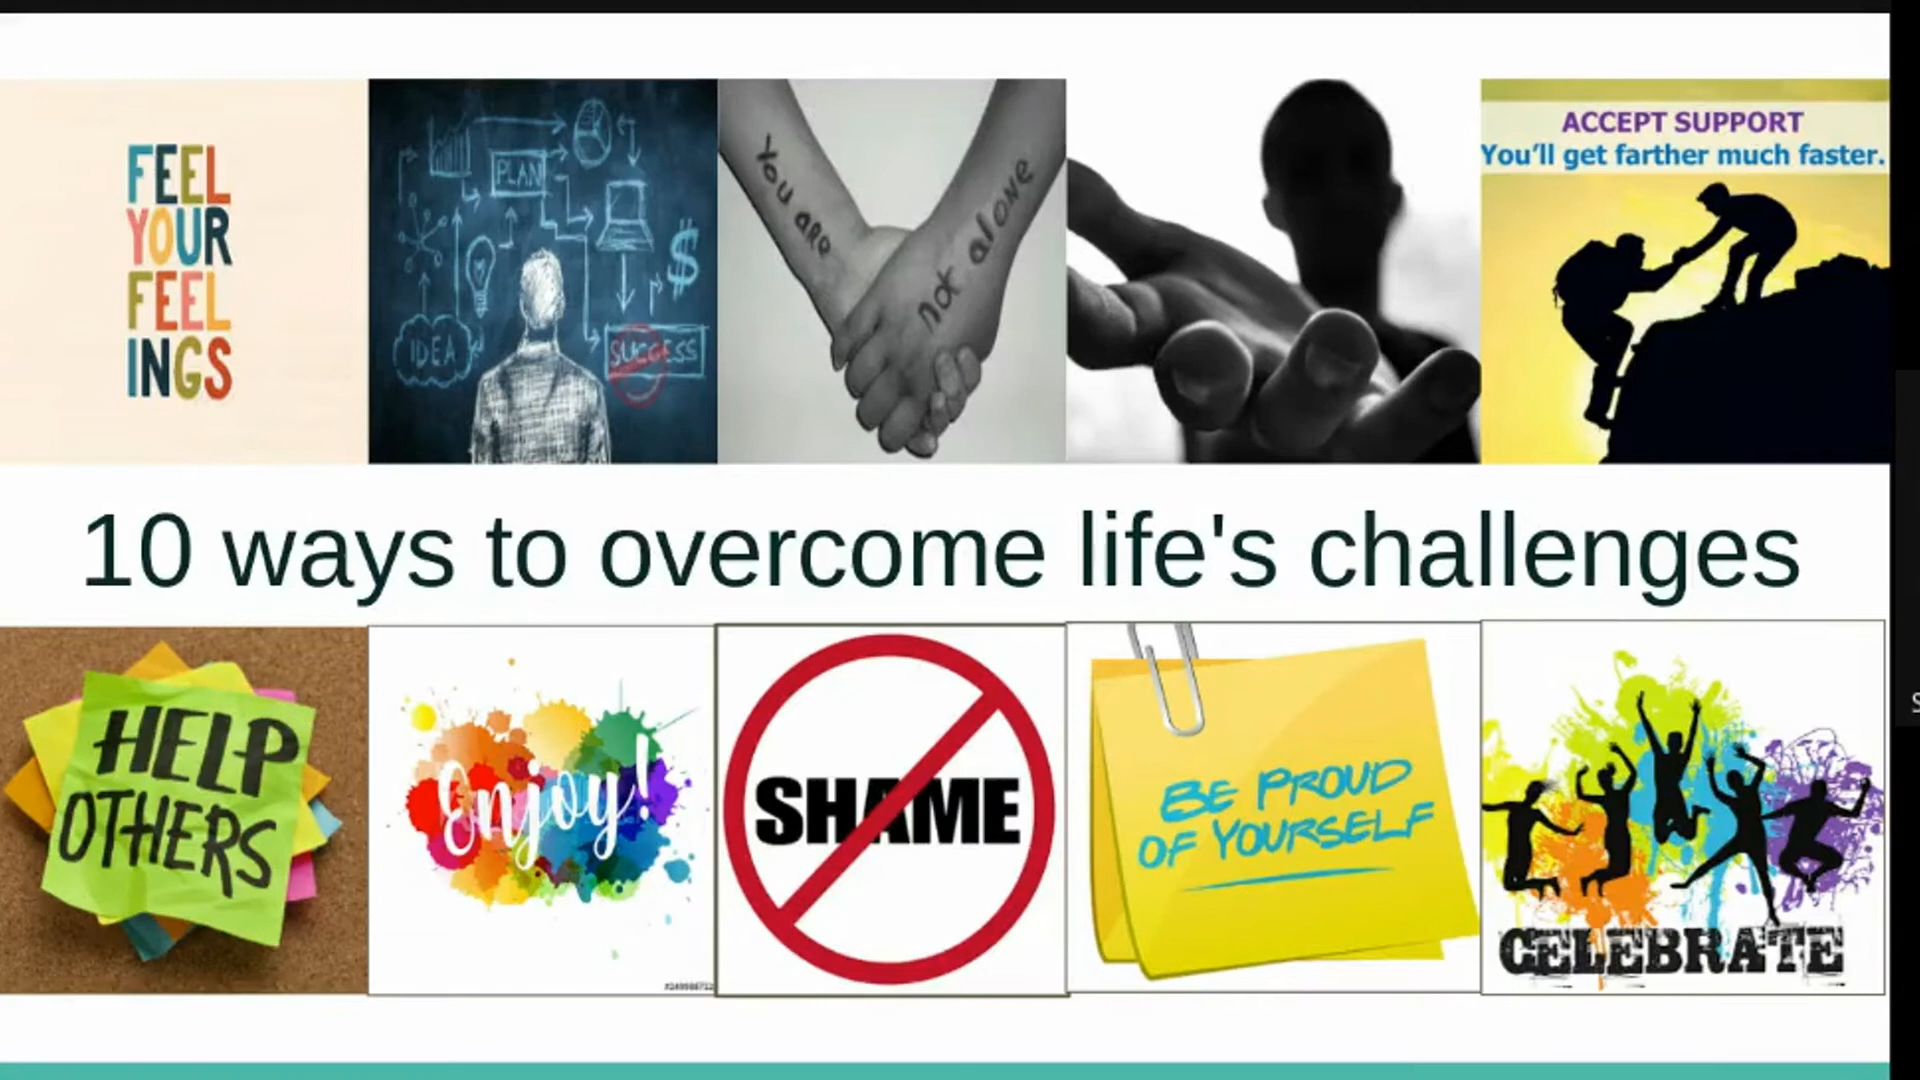 FEEL
YOUR
FEEL
INGS
PLAN
IDEA
SUCCESS
$
You are
not alone
ACCEPT SUPPORT
You'll get farther much faster.
10 ways to overcome life's challenges
HELP
OTHERS
Enjoy!
SHAME
BE PROUD
OF YOURSELF
CELEBRATE